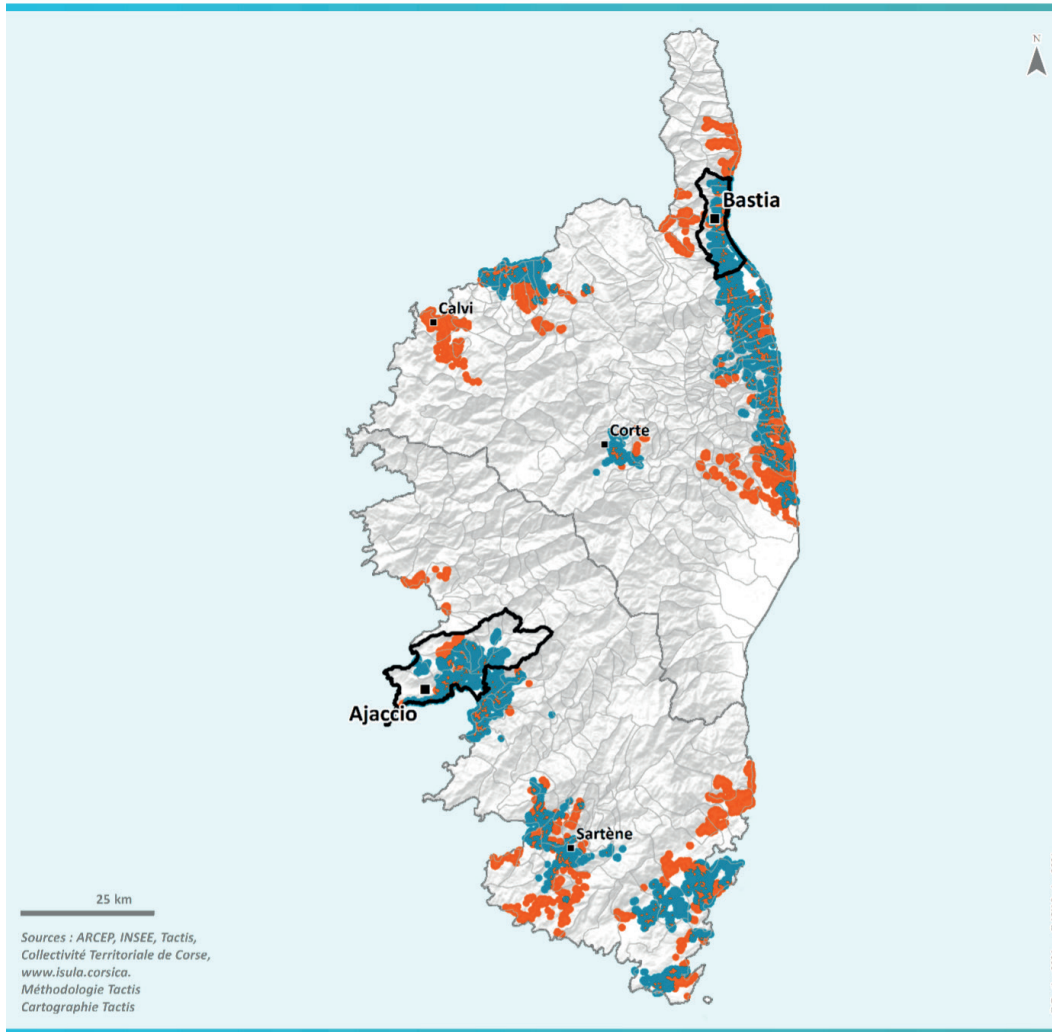 N
Bastia
Calvi
Corte
Ajaccio
Sartène
25 km
Sources : ARCEP, INSEE, Tactis,
Collectivité Territoriale de Corse,
www.isula.corsica.
Méthodologie Tactis
Cartographie Tactis